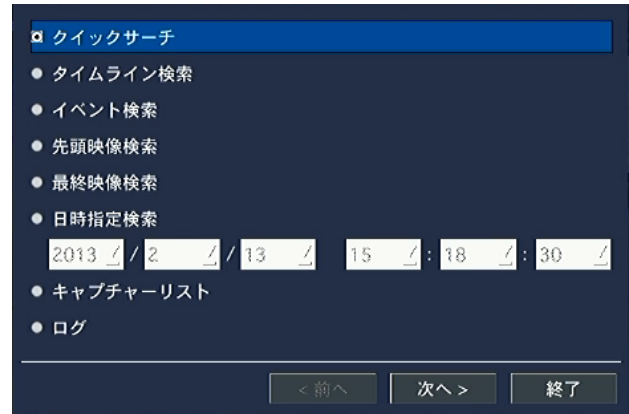 クイックサーチ
タイムライン検索
イベント検索
先頭映像検索
最終映像検索
日時指定検索
2013 / 2 / 13 15 : 18 : 30
キャプチャーリスト
ログ
<前へ 次へ> 終了